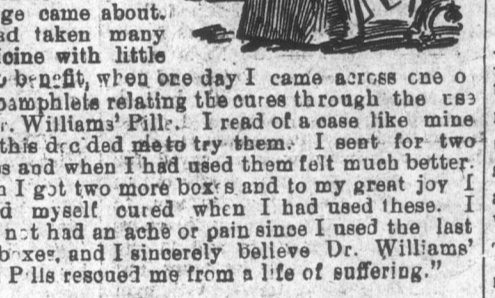 ge came about.
ad taken many
icine with little
benefit, when one day I came across one o
pamphlets relating the cures through the use
r. Williams' Pills. I read of a case like mine
this decided me to try them. I sent for two
s and when I had used them felt much better.
n I got two more boxes and to my great joy I
d myself cured when I had used these. I
not had an ache or pain since I used the last
boxes, and I sincerely believe Dr. Williams'
Pills rescued me from a life of suffering."